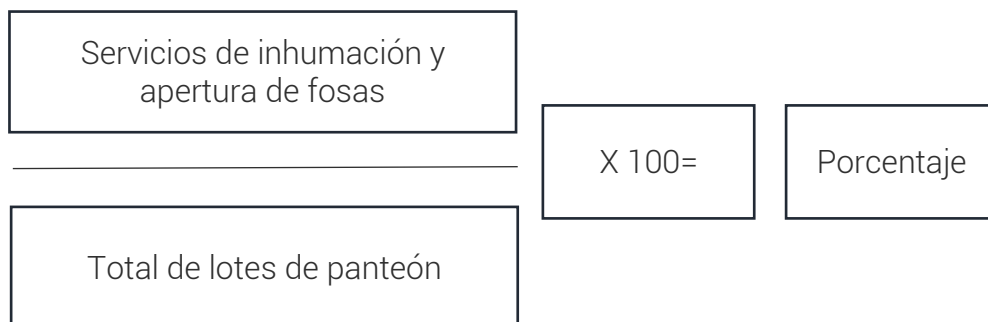 Servicios de inhumación y
apertura de fosas
X 100=
Porcentaje
Total de lotes de panteón